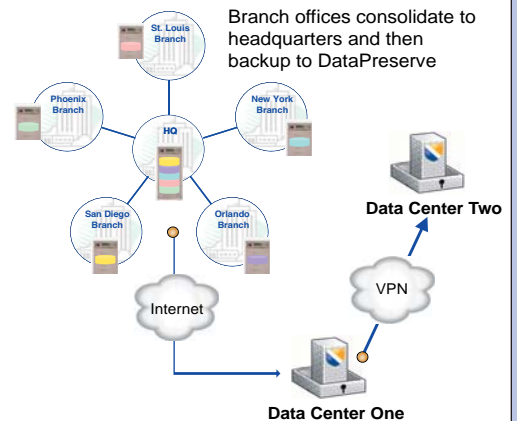 Branch offices consolidate to
headquarters and then
backup to DataPreserve
St. Louis
Branch
Phoenix
Branch
New York
Branch
HQ
San Diego
Branch
Orlando
Branch
Data Center Two
Internet
VPN
Data Center One